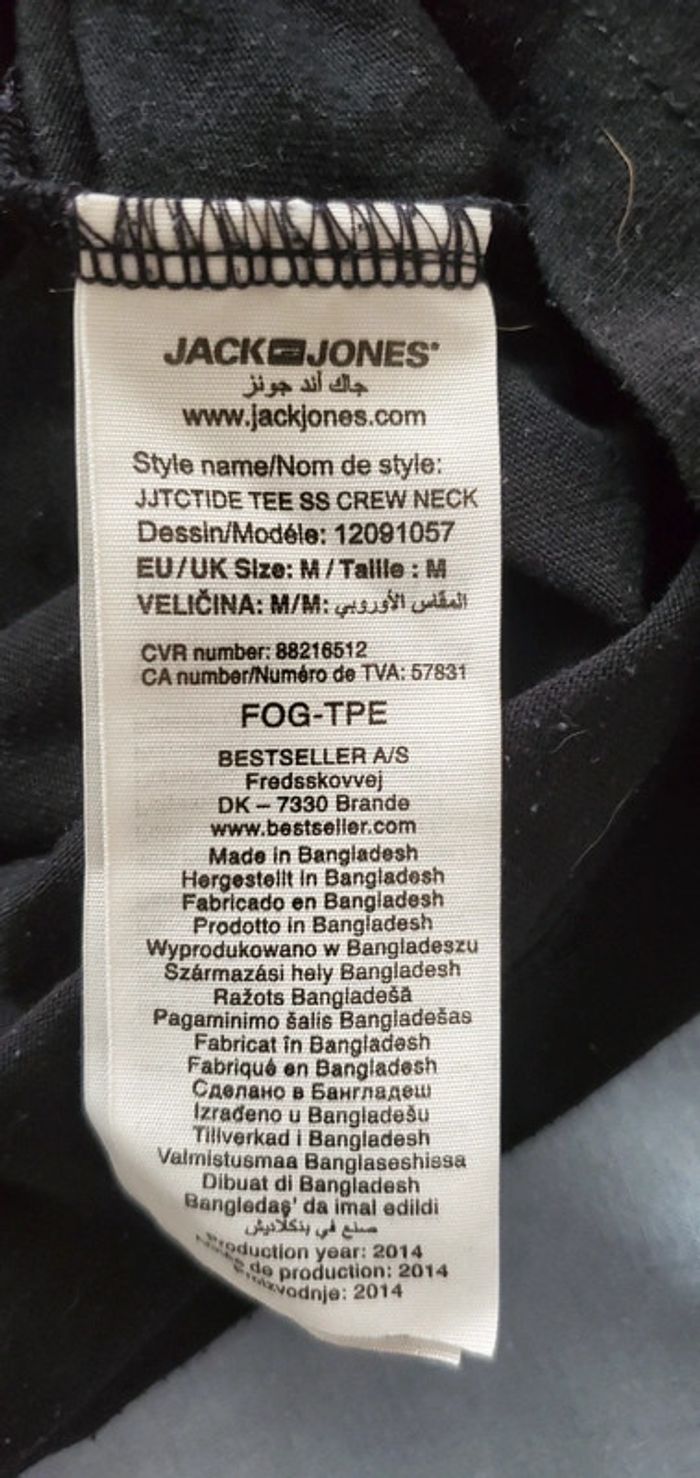 JACK JONES®
جاك أند جونز
www.jackjones.com
Style name/Nom de style:
JJTCTIDE TEE SS CREW NECK
Dessin/Modéle: 12091057
EU/UK Size: M / Taille : M
VELIČINA: M/M: المقاس الأوروبي
CVR number: 88216512
CA number/Numéro de TVA: 57831
FOG-TPE
BESTSELLER A/S
Fredsskovvej
DK – 7330 Brande
www.bestseller.com
Made in Bangladesh
Hergestellt in Bangladesh
Fabricado en Bangladesh
Prodotto in Bangladesh
Wyprodukowano w Bangladeszu
Származási hely Bangladesh
Ražots Bangladešā
Pagaminimo šalis Bangladešas
Fabricat în Bangladesh
Fabriqué en Bangladesh
Сделано в Бангладеш
Izrađeno u Bangladešu
Tillverkad i Bangladesh
Valmistusmaa Banglaseshissa
Dibuat di Bangladesh
Bangledaş' da imal edildi
صنع في بنكلاديش
Production year: 2014
de production: 2014
Proizvodnje: 2014